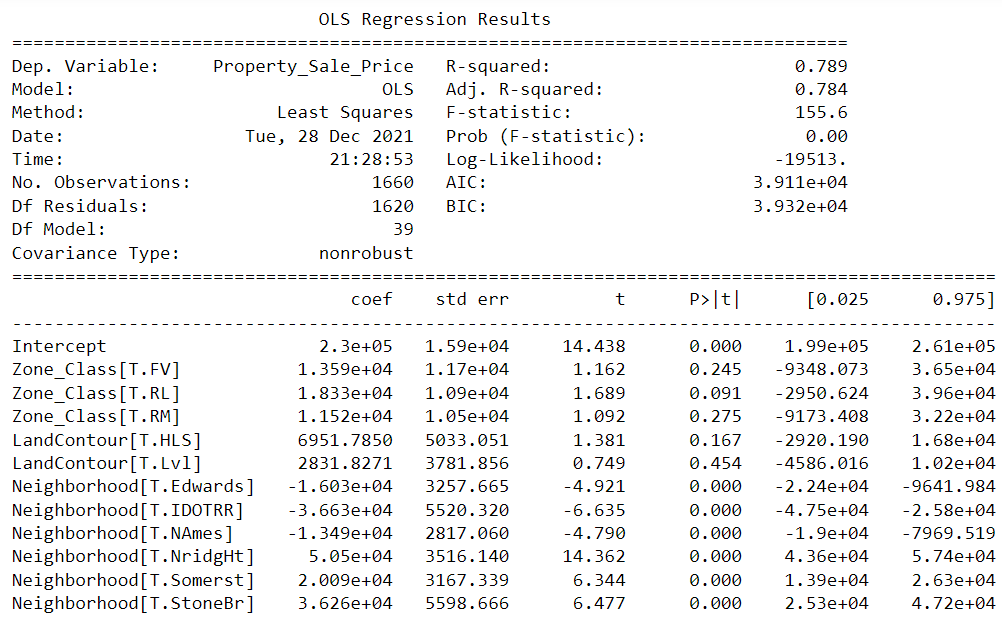 OLS Regression Results
==============================================================================
Dep. Variable: Property_Sale_Price R-squared: 0.789
Model: OLS Adj. R-squared: 0.784
Method: Least Squares F-statistic: 155.6
Date: Tue, 28 Dec 2021 Prob (F-statistic): 0.00
Time: 21:28:53 Log-Likelihood: -19513.
No. Observations: 1660 AIC: 3.911e+04
Df Residuals: 1620 BIC: 3.932e+04
Df Model: 39
Covariance Type: nonrobust
============================================================================================
coef std err t P>|t| [0.025 0.975]
--------------------------------------------------------------------------------------------
Intercept 2.3e+05 1.59e+04 14.438 0.000 1.99e+05 2.61e+05
Zone_Class[T.FV] 1.359e+04 1.17e+04 1.162 0.245 -9348.073 3.65e+04
Zone_Class[T.RL] 1.833e+04 1.09e+04 1.689 0.091 -2950.624 3.96e+04
Zone_Class[T.RM] 1.152e+04 1.05e+04 1.092 0.275 -9173.408 3.22e+04
LandContour[T.HLS] 6951.7850 5033.051 1.381 0.167 -2920.190 1.68e+04
LandContour[T.Lvl] 2831.8271 3781.856 0.749 0.454 -4586.016 1.02e+04
Neighborhood[T.Edwards] -1.603e+04 3257.665 -4.921 0.000 -2.24e+04 -9641.984
Neighborhood[T.IDOTRR] -3.663e+04 5520.320 -6.635 0.000 -4.75e+04 -2.58e+04
Neighborhood[T.NAmes] -1.349e+04 2817.060 -4.790 0.000 -1.9e+04 -7969.519
Neighborhood[T.NridgHt] 5.05e+04 3516.140 14.362 0.000 4.36e+04 5.74e+04
Neighborhood[T.Somerst] 2.009e+04 3167.339 6.344 0.000 1.39e+04 2.63e+04
Neighborhood[T.StoneBr] 3.626e+04 5598.666 6.477 0.000 2.53e+04 4.72e+04